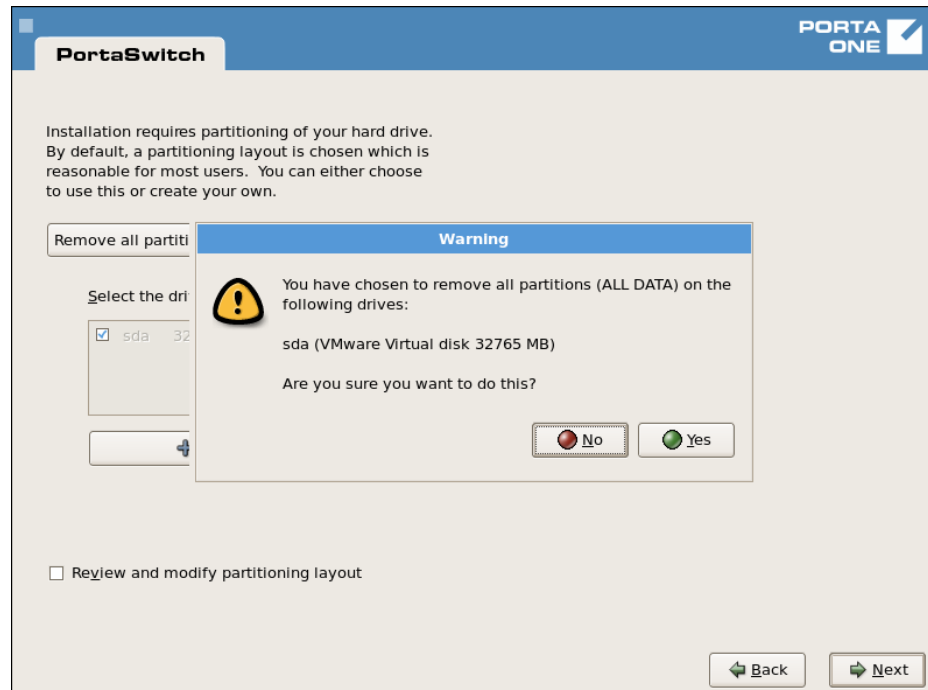 PORTA
ONE
PortaSwitch
Installation requires partitioning of your hard drive.
By default, a partitioning layout is chosen which is
reasonable for most users.  You can either choose
to use this or create your own.
Remove all partiti
Warning
You have chosen to remove all partitions (ALL DATA) on the
following drives:
Select the dri
sda 32
sda (VMware Virtual disk 32765 MB)
Are you sure you want to do this?
No
Yes
Review and modify partitioning layout
Back
Next